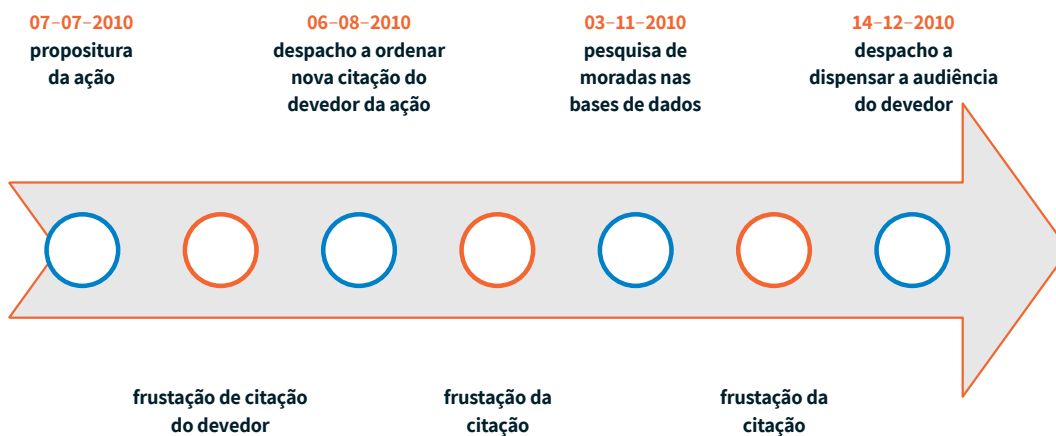 07-07-2010
propositura
da ação
06-08-2010
despacho a ordenar
nova citação do
devedor da ação
03-11-2010
pesquisa de
moradas nas
bases de dados
14-12-2010
despacho a
dispensar a audiência
do devedor
frustação de citação
do devedor
frustação da
citação
frustação da
citação